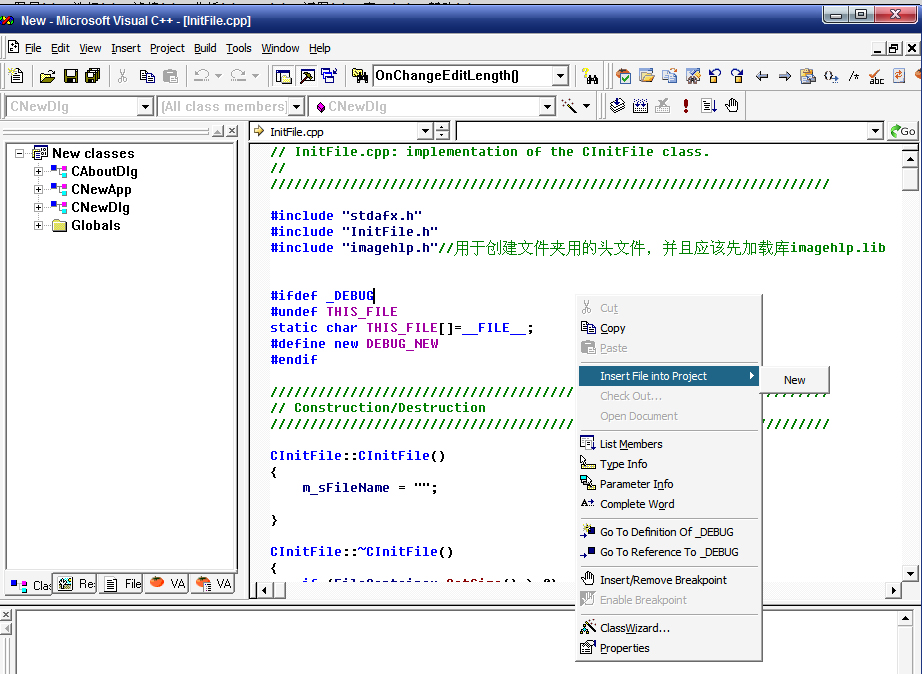 New - Microsoft Visual C++ - [InitFile.cpp]
File Edit View Insert Project Build Tools Window Help
OnChangeEditLength()
CNewDlg [All class members] CNewDlg
InitFile.cpp
Go
New classes
CAboutDlg
CNewApp
CNewDlg
Globals
// InitFile.cpp: implementation of the CInitFile class.
//
//////////////////////////////////////////////////////////////////////
#include "stdafx.h"
#include "InitFile.h"
#include "imagehlp.h"//用于创建文件夹用的头文件，并且应该先加载库imagehlp.lib
#ifdef _DEBUG
#undef THIS_FILE
static char THIS_FILE[]=__FILE__;
#define new DEBUG_NEW
#endif
//////////////////////////////////////////////////////////////////////
// Construction/Destruction
//////////////////////////////////////////////////////////////////////
CInitFile::CInitFile()
{
m_sFileName = "";
}
CInitFile::~CInitFile()
{
Cut
Copy
Paste
Insert File into Project
New
Check Out...
Open Document
List Members
Type Info
Parameter Info
Complete Word
Go To Definition Of _DEBUG
Go To Reference To _DEBUG
Insert/Remove Breakpoint
Enable Breakpoint
ClassWizard...
Properties
Clas Re: File VA VA